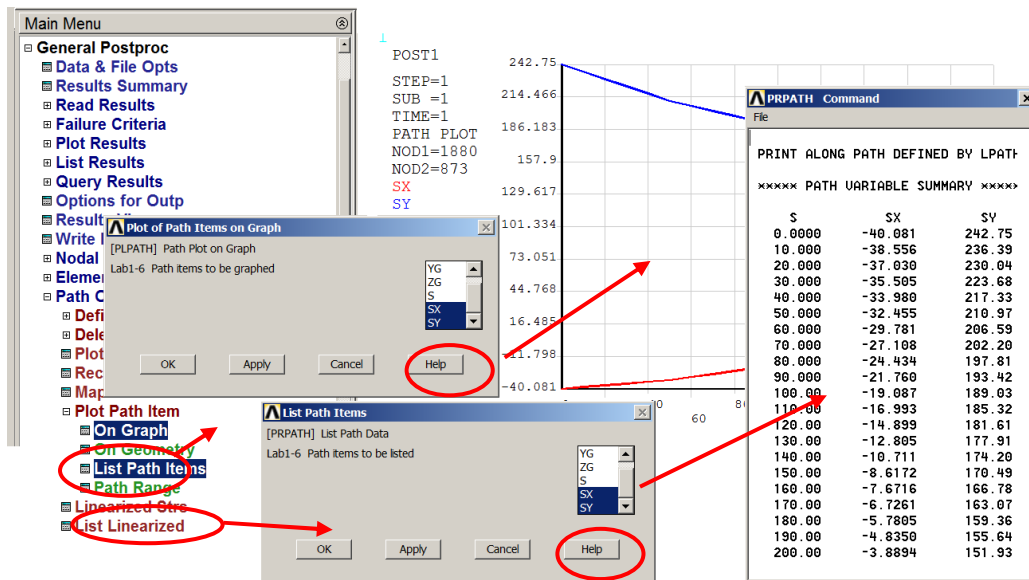 Main Menu
General Postproc
Data & File Opts
Results Summary
Read Results
Failure Criteria
Plot Results
List Results
Query Results
Options for Outp
Write
Nodal
Path
Plot
Plot Path Item
On Graph
On Geometry
List Path Items
Path Range
Linearized Strs
List Linearized
POST1
STEP=1
SUB =1
TIME=1
PATH PLOT
NOD1=1880
NOD2=873
SX
SY
242.75
214.466
186.183
157.9
129.617
101.334
73.051
44.768
16.485
-11.798
-40.081
60
Plot of Path Items on Graph
[PLPATH] Path Plot on Graph
Lab1-6 Path items to be graphed
YG
ZG
S
SX
SY
OK Apply Cancel Help
List Path Items
[PRPATH] List Path Data
Lab1-6 Path items to be listed
YG
ZG
S
SX
SY
OK Apply Cancel Help
PRPATH Command
File
PRINT ALONG PATH DEFINED BY LPATH
***** PATH VARIABLE SUMMARY *****
S SX SY
0.0000 -40.081 242.75
10.000 -38.556 236.39
20.000 -37.030 230.04
30.000 -35.505 223.68
40.000 -33.980 217.33
50.000 -32.455 210.97
60.000 -29.781 206.59
70.000 -27.108 202.20
80.000 -24.434 197.81
90.000 -21.760 193.42
100.00 -19.087 189.03
110.00 -16.993 185.32
120.00 -14.899 181.61
130.00 -12.805 177.91
140.00 -10.711 174.20
150.00 -8.6172 170.49
160.00 -7.6716 166.78
170.00 -6.7261 163.07
180.00 -5.7805 159.36
190.00 -4.8350 155.64
200.00 -3.8894 151.93